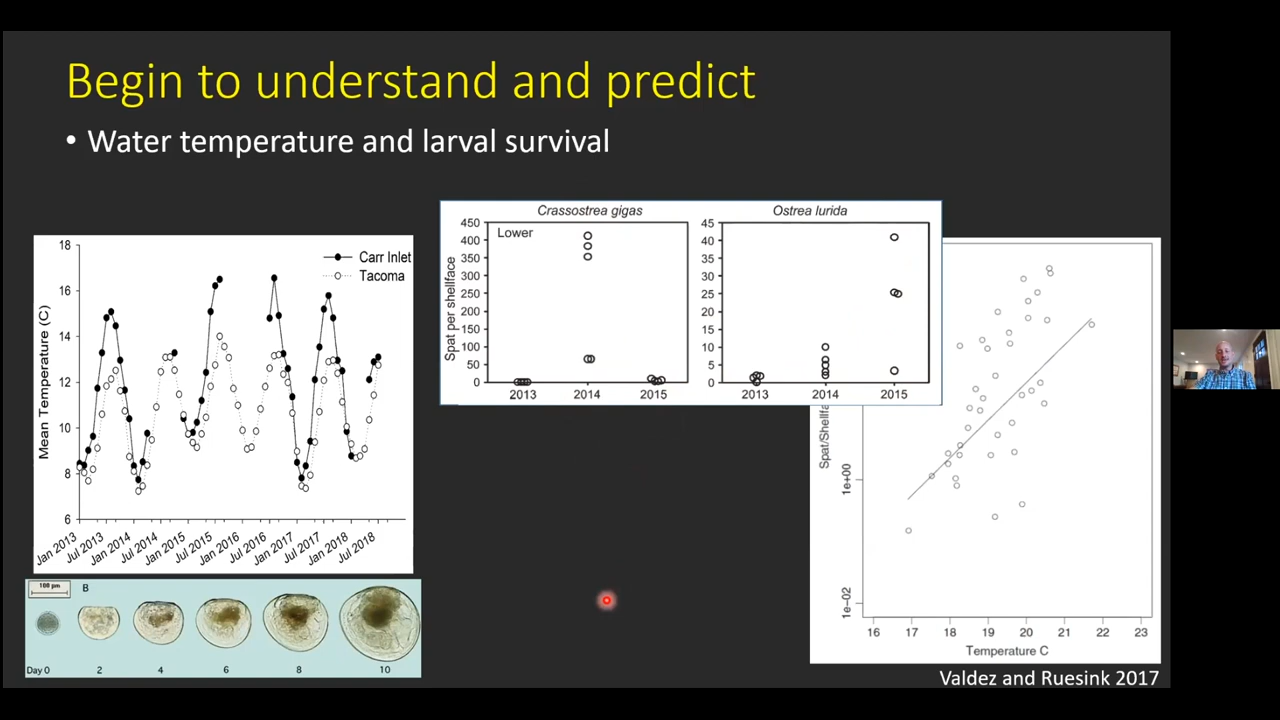 Begin to understand and predict
• Water temperature and larval survival
18
16
14
12
10
8
6
Mean Temperature (C)
Carr Inlet
Tacoma
Jan 2013
Jul 2013
Jan 2014
Jul 2014
Jan 2015
Jul 2015
Jan 2016
Jul 2016
Jan 2017
Jul 2017
Jan 2018
Jul 2018
Crassostrea gigas
Lower
450
400
350
300
250
200
150
100
50
0
Spat per shellface
2013 2014 2015
Ostrea lurida
45
40
35
30
25
20
15
10
5
0
2013 2014 2015
Spat/Shellfa
1e+00
1e-02
16 17 18 19 20 21 22 23
Temperature C
100 µm
B
Day 0 2 4 6 8 10
Valdez and Ruesink 2017